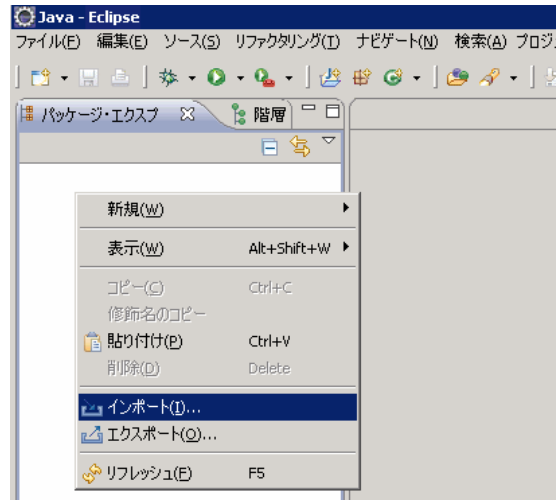 Java - Eclipse
ファイル(F) 編集(E) ソース(S) リファクタリング(T) ナビゲート(N) 検索(A) プロジ
パッケージ・エクスプ 階層
新規(W)
表示(W) Alt+Shift+W
コピー(C) Ctrl+C
修飾名のコピー
貼り付け(P) Ctrl+V
削除(D) Delete
インポート(I)...
エクスポート(O)...
リフレッシュ(F) F5